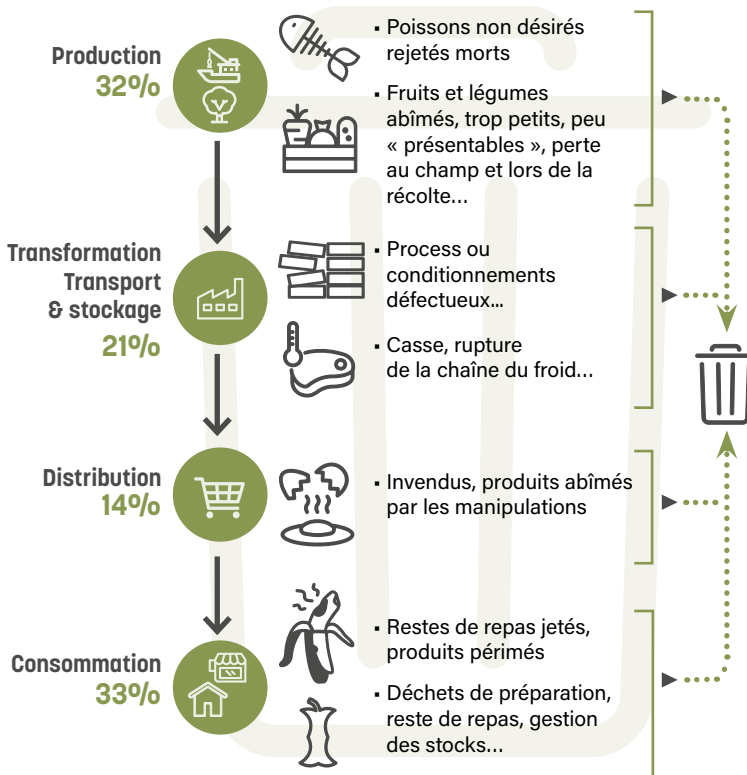 Production
32%
▪ Poissons non désirés
rejetés morts
▪ Fruits et légumes
abîmés, trop petits, peu
« présentables », perte
au champ et lors de la
récolte...
Transformation
Transport
& stockage
21%
▪ Process ou
conditionnements
défectueux...
▪ Casse, rupture
de la chaîne du froid...
Distribution
14%
▪ Invendus, produits abîmés
par les manipulations
Consommation
33%
▪ Restes de repas jetés,
produits périmés
▪ Déchets de préparation,
reste de repas, gestion
des stocks...